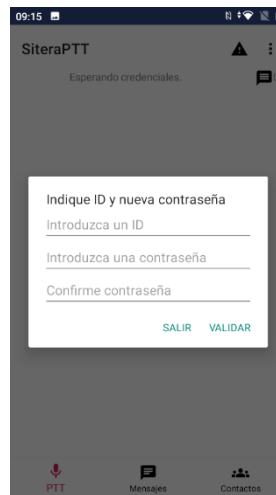 09:15
SiteraPTT
Esperando credenciales.
Indique ID y nueva contraseña
Introduzca un ID
Introduzca una contraseña
Confirme contraseña
SALIR VALIDAR
PTT Mensajes Contactos